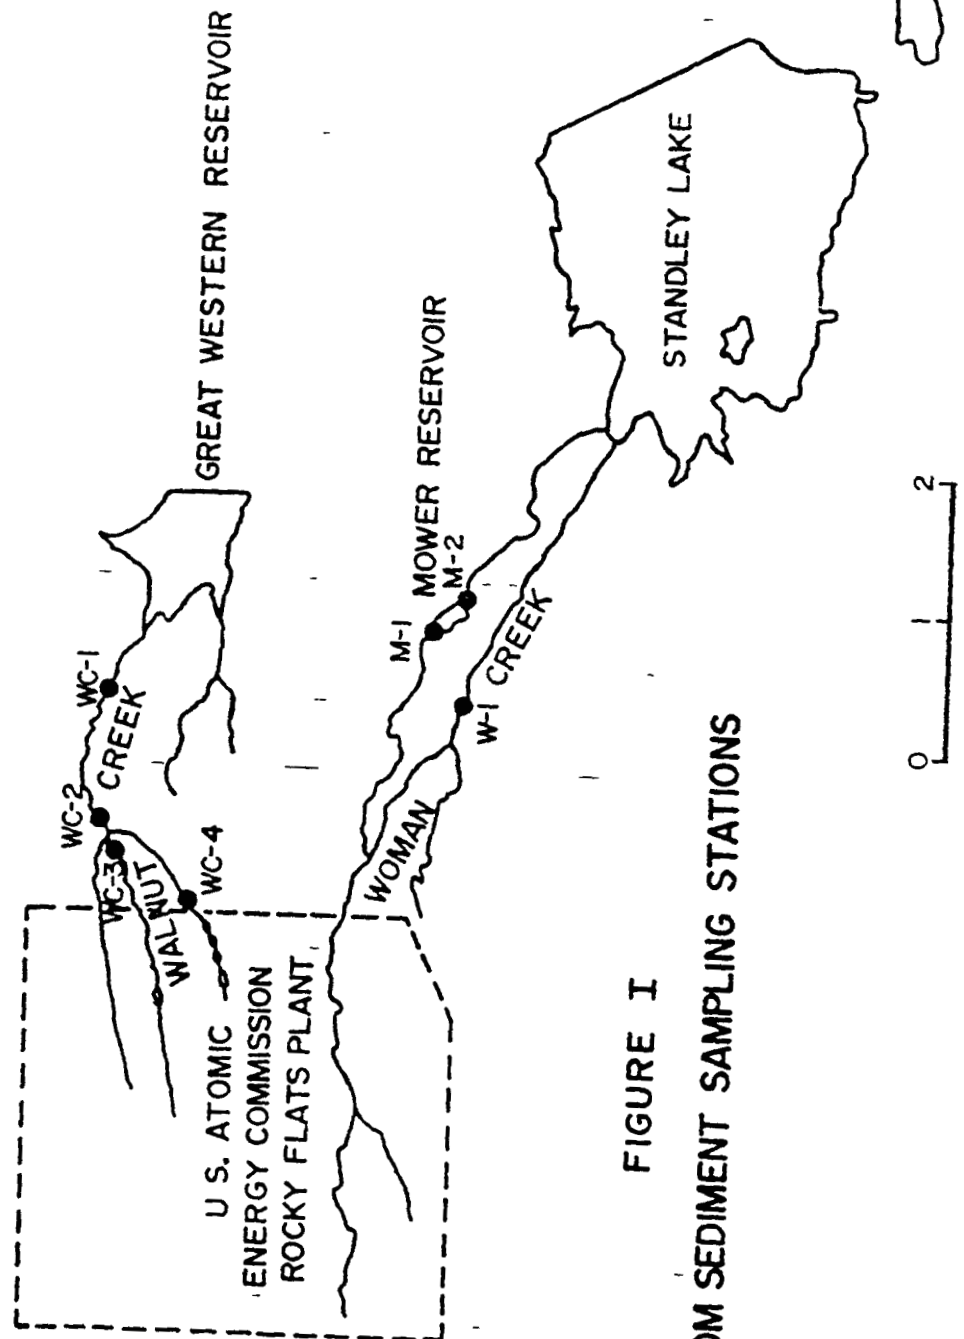 GREAT WESTERN RESERVOIR
WC-1
WC-2
CREEK
WC-3
WALNUT
WC-4
MOWER RESERVOIR
M-1
M-2
STANDLEY LAKE
WOMAN
CREEK
W-1
U S. ATOMIC
ENERGY COMMISSION
ROCKY FLATS PLANT
0 1 2
FIGURE I
SEDIMENT SAMPLING STATIONS